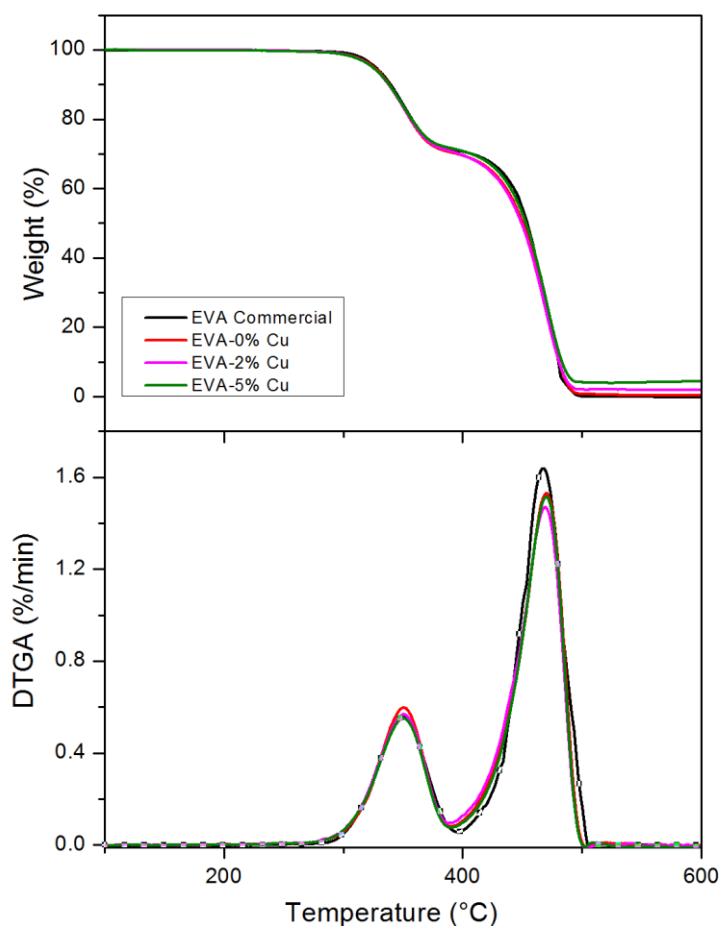 100
80
60
40
20
0
Weight (%)
EVA Commercial
EVA-0% Cu
EVA-2% Cu
EVA-5% Cu
1.6
1.2
0.8
0.4
0.0
DTGA (%/min)
200
400
600
Temperature (°C)